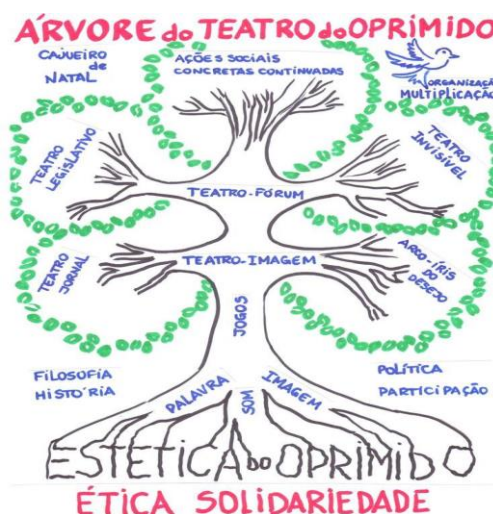 ÁRVORE do TEATRO do OPRIMIDO
CAJUEIRO
de
NATAL
AÇÕES SOCIAIS
CONCRETAS CONTINUADAS
ORGANIZAÇÃO
MULTIPLICAÇÃO
TEATRO
LEGISLATIVO
TEATRO
INVISÍVEL
TEATRO-FÓRUM
TEATRO
JORNAL
TEATRO-IMAGEM
ARCO-ÍRIS
DO
DESEJO
JOGOS
FILOSOFIA
HISTÓRIA
POLÍTICA
PARTICIPAÇÃO
PALAVRA
SOM
IMAGEM
ESTÉTICA do OPRIMIDO
ÉTICA SOLIDARIEDADE